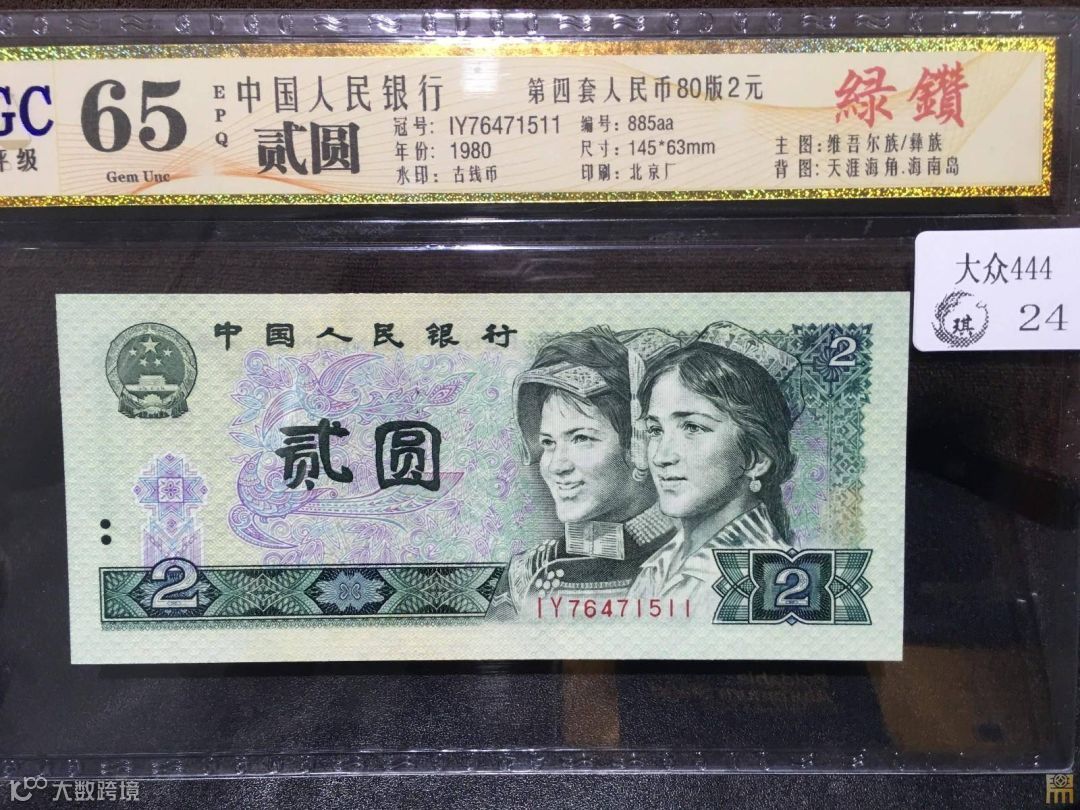 GC
评级
65
Gem Unc
EPQ
中国人民银行
贰圆
第四套人民币80版2元
冠号: IY76471511 编号: 885aa
年份: 1980 尺寸: 145*63mm
水印: 古钱币 印刷: 北京厂
綠鑽
主图: 维吾尔族/彝族
背图: 天涯海角.海南岛
大众444
琪 24
中国人民银行
2
贰圆
2
2
IY76471511
大数跨境